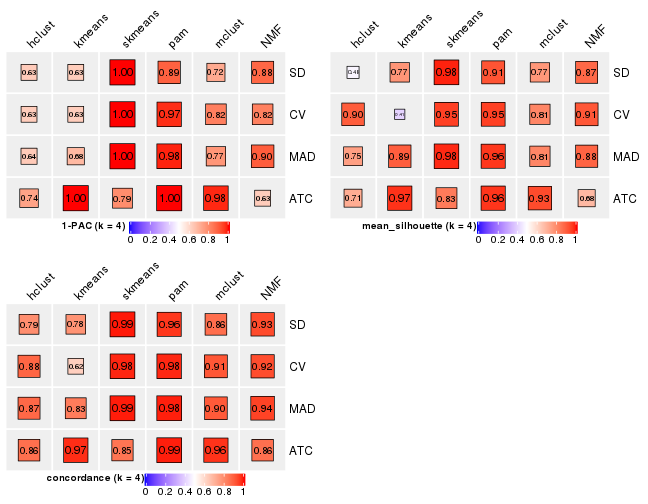 hclust kmeans skmeans pam mclust NMF
0.63 0.63 1.00 0.89 0.72 0.88 SD
0.63 0.63 1.00 0.97 0.82 0.82 CV
0.64 0.68 1.00 0.98 0.77 0.90 MAD
0.74 1.00 0.79 1.00 0.98 0.63 ATC
1-PAC (k = 4)
0 0.2 0.4 0.6 0.8 1
hclust kmeans skmeans pam mclust NMF
0.77 0.98 0.91 0.77 0.87 SD
0.90 0.95 0.95 0.81 0.91 CV
0.75 0.89 0.98 0.96 0.81 0.88 MAD
0.71 0.97 0.83 0.96 0.93 0.68 ATC
mean_silhouette (k = 4)
0 0.2 0.4 0.6 0.8 1
hclust kmeans skmeans pam mclust NMF
0.79 0.78 0.99 0.96 0.86 0.93 SD
0.88 0.62 0.98 0.98 0.91 0.92 CV
0.87 0.83 0.99 0.98 0.90 0.94 MAD
0.86 0.97 0.85 0.99 0.96 0.86 ATC
concordance (k = 4)
0 0.2 0.4 0.6 0.8 1